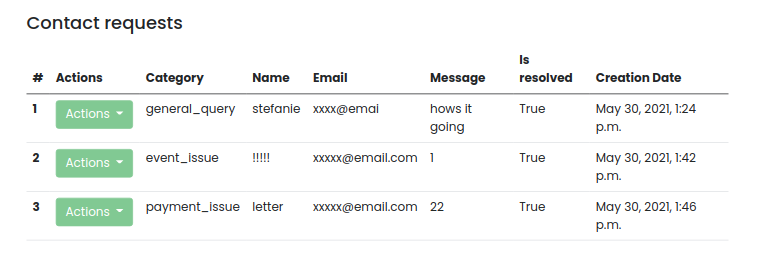 Contact requests
# Actions Category Name Email Message Is resolved Creation Date
1 Actions general_query stefanie xxxx@emai hows it going True May 30, 2021, 1:24 p.m.
2 Actions event_issue !!!!! xxxxx@email.com 1 True May 30, 2021, 1:42 p.m.
3 Actions payment_issue letter xxxxx@email.com 22 True May 30, 2021, 1:46 p.m.